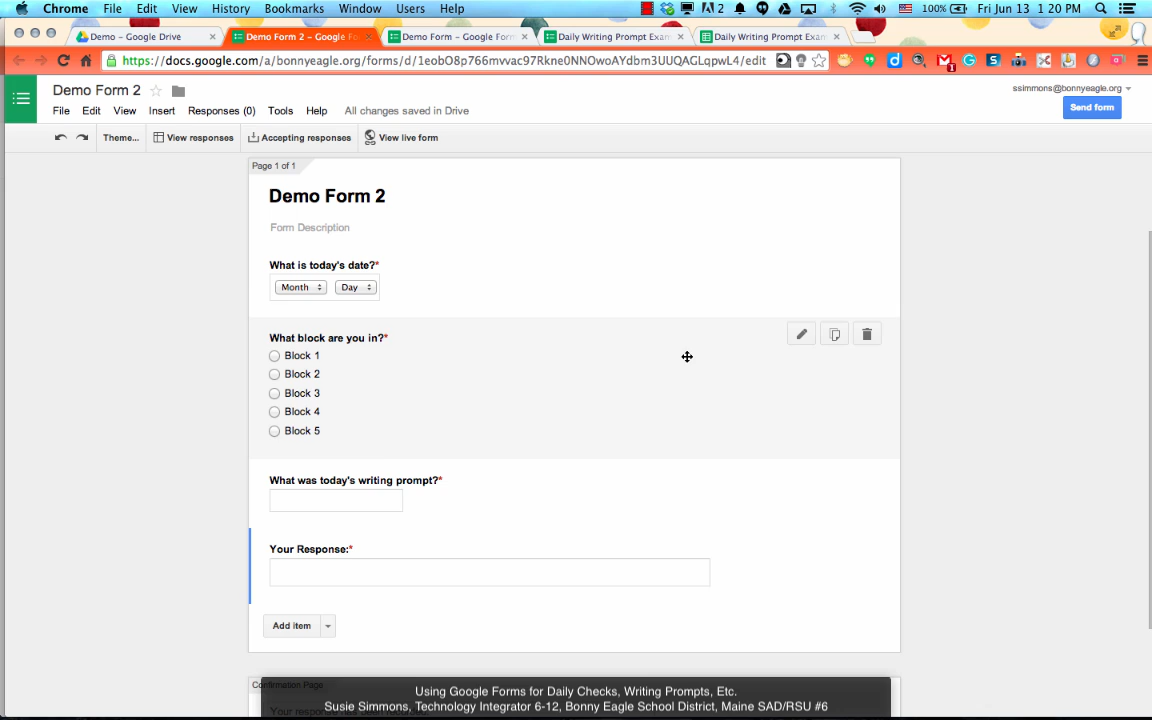 Chrome File Edit View History Bookmarks Window Users Help 2 100% Fri Jun 13 1:20 PM
Demo – Google Drive × Demo Form 2 – Google Fo × Demo Form – Google Form × Daily Writing Prompt Exam × Daily Writing Prompt Exam ×
https://docs.google.com/a/bonnyeagle.org/forms/d/1eobO8p766mvvac97Rkne0NNOwoAYdbm3UUQAGLqpwL4/edit
Demo Form 2
ssimmons@bonnyeagle.org
File Edit View Insert Responses (0) Tools Help All changes saved in Drive
Send form
Theme... View responses Accepting responses View live form
Page 1 of 1
Demo Form 2
Form Description
What is today's date?*
Month Day
What block are you in?*
Block 1
Block 2
Block 3
Block 4
Block 5
What was today's writing prompt?*
Your Response:*
Add item
Confirmation Page
Using Google Forms for Daily Checks, Writing Prompts, Etc.
Susie Simmons, Technology Integrator 6-12, Bonny Eagle School District, Maine SAD/RSU #6